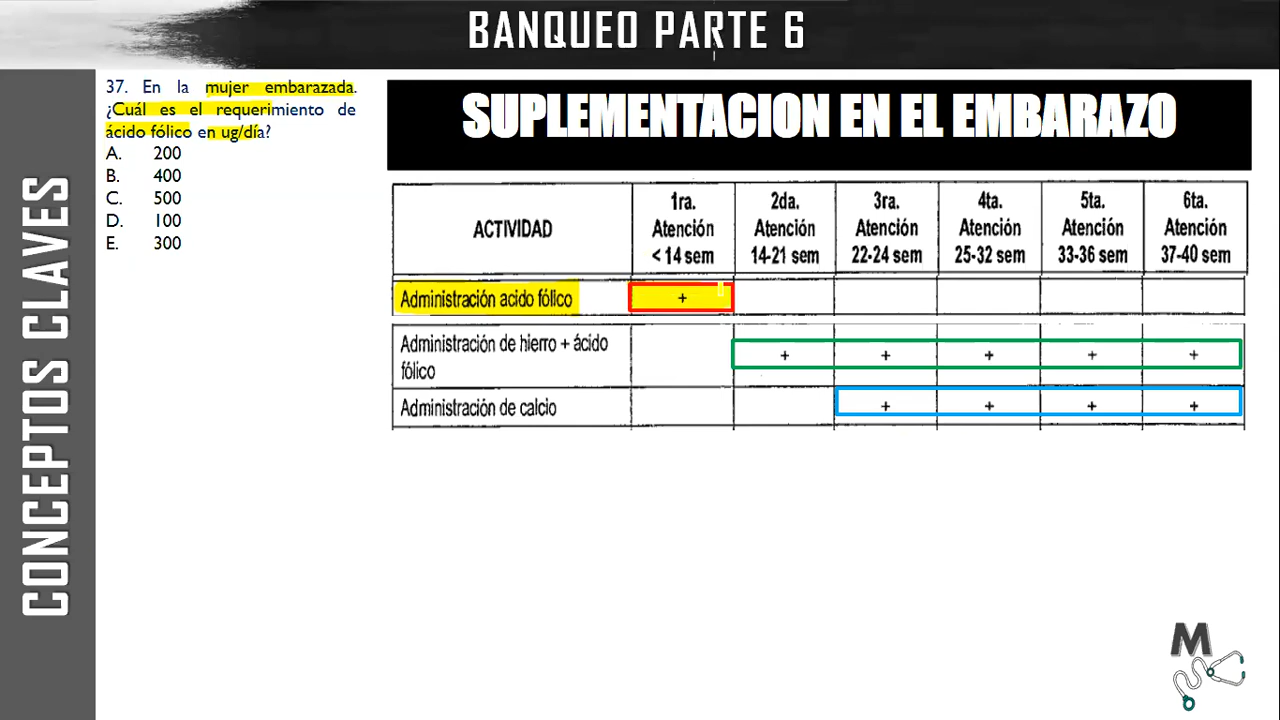 BANQUEO PARTE 6
CONCEPTOS CLAVES
37. En la mujer embarazada.
¿Cuál es el requerimiento de
ácido fólico en ug/día?
A. 200
B. 400
C. 500
D. 100
E. 300
SUPLEMENTACION EN EL EMBARAZO
ACTIVIDAD
1ra.
Atención
< 14 sem
2da.
Atención
14-21 sem
3ra.
Atención
22-24 sem
4ta.
Atención
25-32 sem
5ta.
Atención
33-36 sem
6ta.
Atención
37-40 sem
Administración acido fólico +
Administración de hierro + ácido
fólico + + + + +
Administración de calcio + + + +
M